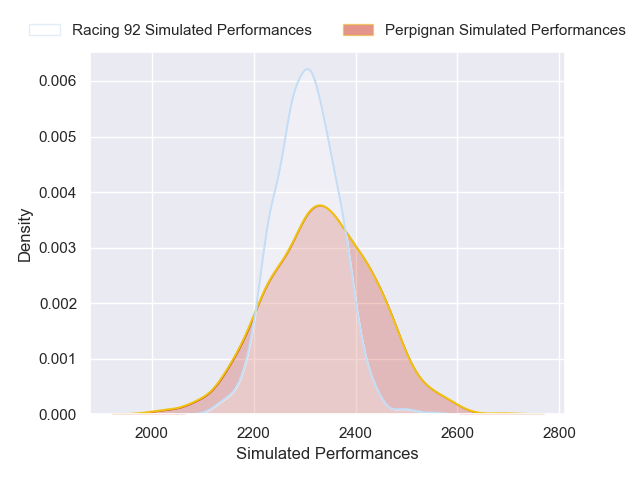 Racing 92 Simulated Performances Perpignan Simulated Performances
0.006
0.005
0.004
0.003
0.002
0.001
0.000
Density
2000 2200 2400 2600 2800
Simulated Performances